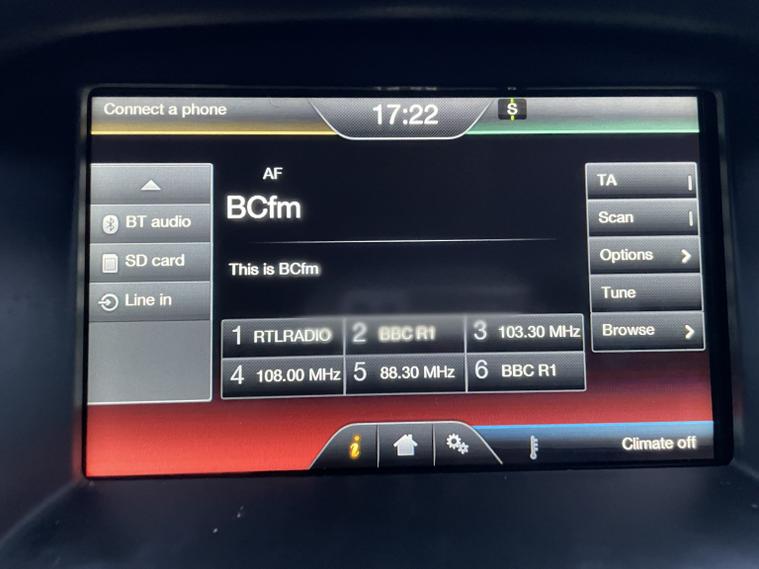 Connect a phone
17:22
S
AF
BCfm
This is BCfm
BT audio
SD card
Line in
TA
Scan
Options
Tune
Browse
1 RTLRADIO 2 BBC R1 3 103.30 MHz
4 108.00 MHz 5 88.30 MHz 6 BBC R1
i
Climate off